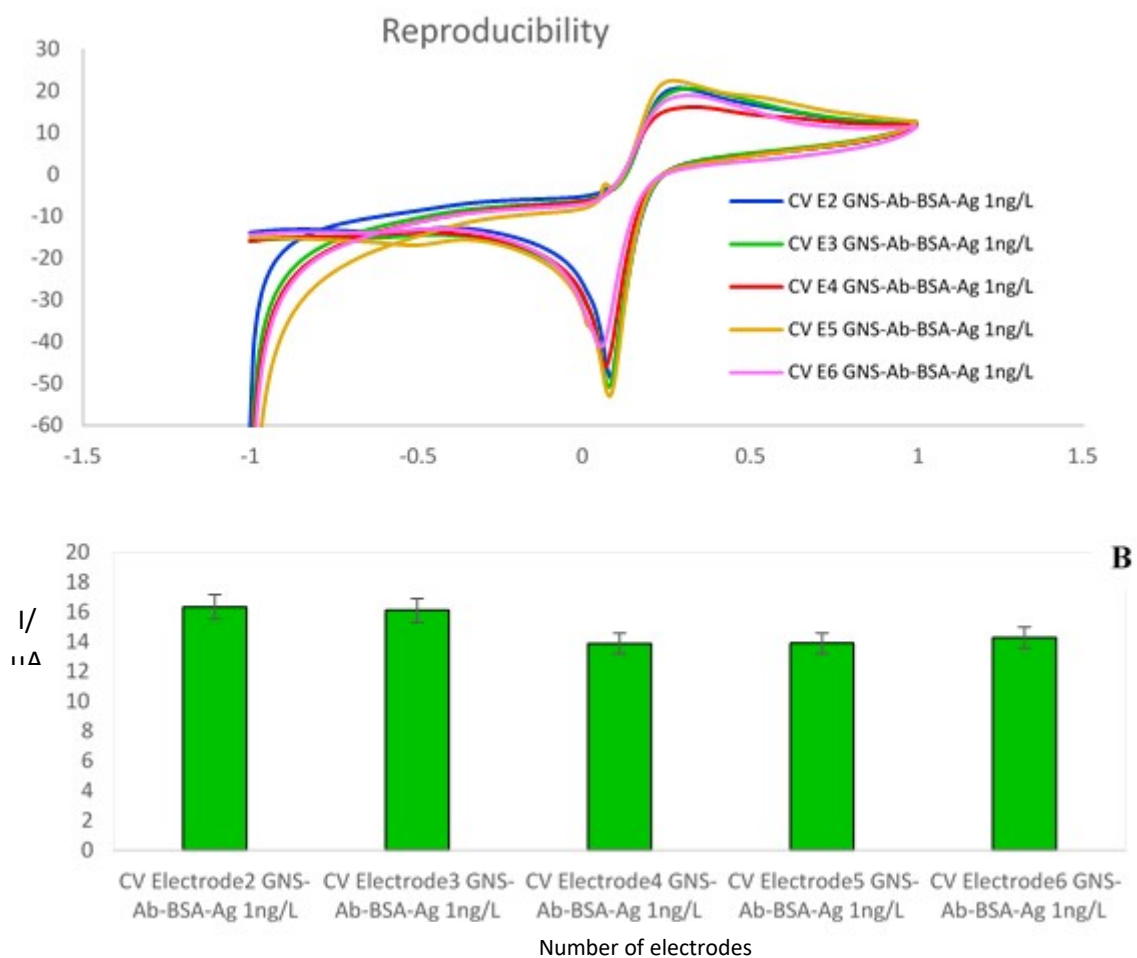 Reproducibility
30
20
10
0
-10
-20
-30
-40
-50
-60
-1.5 -1 -0.5 0 0.5 1 1.5
CV E2 GNS-Ab-BSA-Ag 1ng/L
CV E3 GNS-Ab-BSA-Ag 1ng/L
CV E4 GNS-Ab-BSA-Ag 1ng/L
CV E5 GNS-Ab-BSA-Ag 1ng/L
CV E6 GNS-Ab-BSA-Ag 1ng/L
B
I/
20
18
16
14
12
10
8
6
4
2
0
CV Electrode2 GNS-
Ab-BSA-Ag 1ng/L
CV Electrode3 GNS-
Ab-BSA-Ag 1ng/L
CV Electrode4 GNS-
Ab-BSA-Ag 1ng/L
CV Electrode5 GNS-
Ab-BSA-Ag 1ng/L
CV Electrode6 GNS-
Ab-BSA-Ag 1ng/L
Number of electrodes